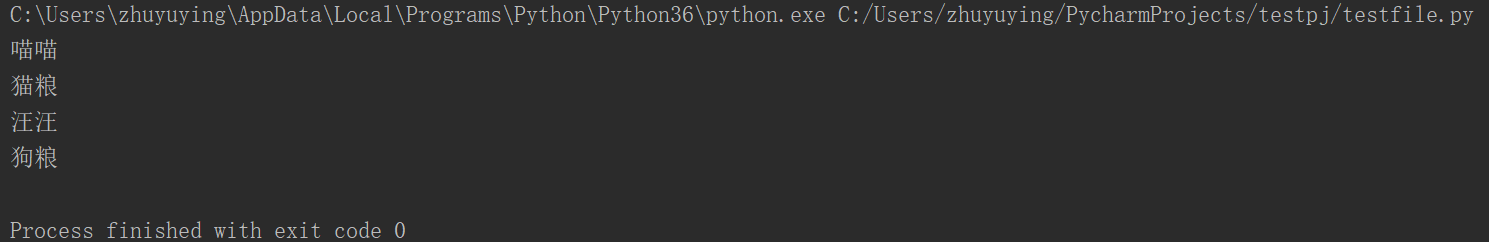 C:\Users\zhuyuying\AppData\Local\Programs\Python\Python36\python.exe C:/Users/zhuyuying/PycharmProjects/testpj/testfile.py
喵喵
猫粮
汪汪
狗粮
Process finished with exit code 0